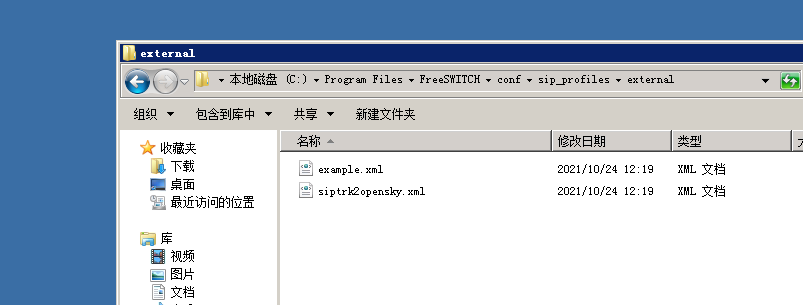 external
本地磁盘 (C:) ▾ Program Files ▾ FreeSWITCH ▾ conf ▾ sip_profiles ▾ external
组织 包含到库中 共享 新建文件夹
收藏夹
下载
桌面
最近访问的位置
库
视频
图片
文档
名称 修改日期 类型
example.xml 2021/10/24 12:19 XML 文档
siptrk2opensky.xml 2021/10/24 12:19 XML 文档